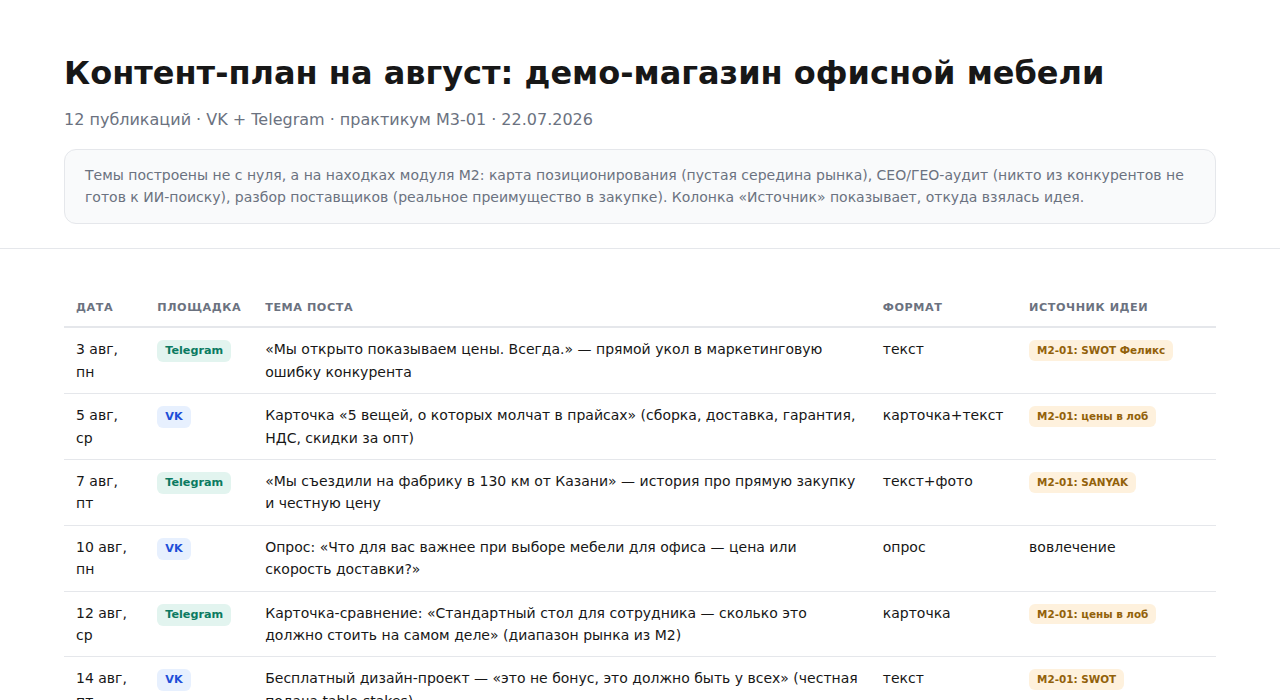 Контент-план на август: демо-магазин офисной мебели
12 публикаций · VK + Telegram · практикум М3-01 · 22.07.2026
Темы построены не с нуля, а на находках модуля М2: карта позиционирования (пустая середина рынка), СЕО/ГЕО-аудит (никто из конкурентов не
готов к ИИ-поиску), разбор поставщиков (реальное преимущество в закупке). Колонка «Источник» показывает, откуда взялась идея.
ДАТА ПЛОЩАДКА ТЕМА ПОСТА ФОРМАТ ИСТОЧНИК ИДЕИ
3 авг, Telegram «Мы открыто показываем цены. Всегда.» — прямой укол в маркетинговую текст М2-01: SWOT Феликс
пн ошибку конкурента
5 авг, VK Карточка «5 вещей, о которых молчат в прайсах» (сборка, доставка, гарантия, карточка+текст М2-01: цены в лоб
ср НДС, скидки за опт)
7 авг, Telegram «Мы съездили на фабрику в 130 км от Казани» — история про прямую закупку текст+фото М2-01: SANYAK
пт и честную цену
10 авг, VK Опрос: «Что для вас важнее при выборе мебели для офиса — цена или опрос вовлечение
пн скорость доставки?»
12 авг, Telegram Карточка-сравнение: «Стандартный стол для сотрудника — сколько это карточка М2-01: цены в лоб
ср должно стоить на самом деле» (диапазон рынка из М2)
14 авг, VK Бесплатный дизайн-проект — «это не бонус, это должно быть у всех» (честная текст М2-01: SWOT
пт подача table stakes)